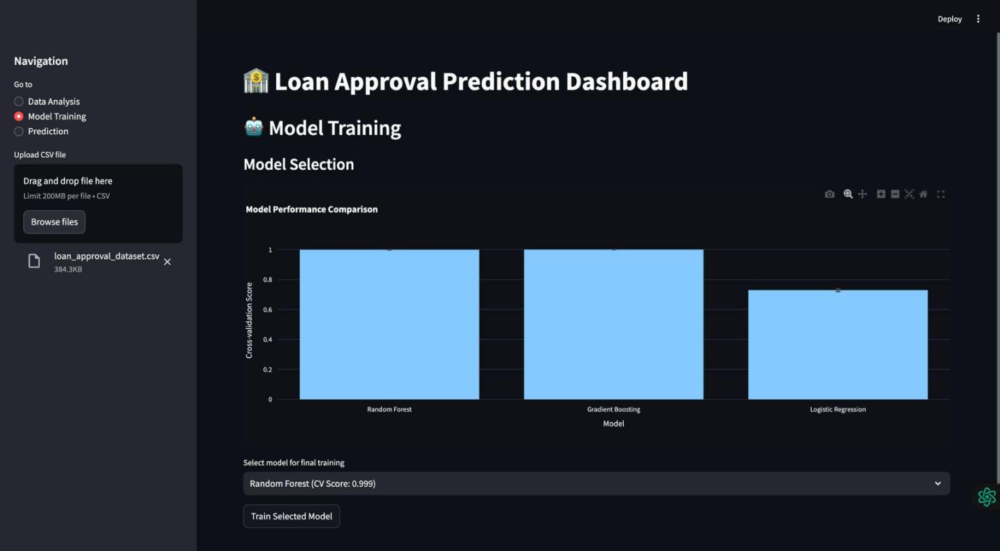 Deploy
Navigation
Go to
Data Analysis
Model Training
Prediction
Upload CSV file
Drag and drop file here
Limit 200MB per file • CSV
Browse files
loan_approval_dataset.csv
384.3KB
Loan Approval Prediction Dashboard
Model Training
Model Selection
Model Performance Comparison
Cross-validation Score
1
0.8
0.6
0.4
0.2
0
Random Forest
Gradient Boosting
Logistic Regression
Model
Select model for final training
Random Forest (CV Score: 0.999)
Train Selected Model